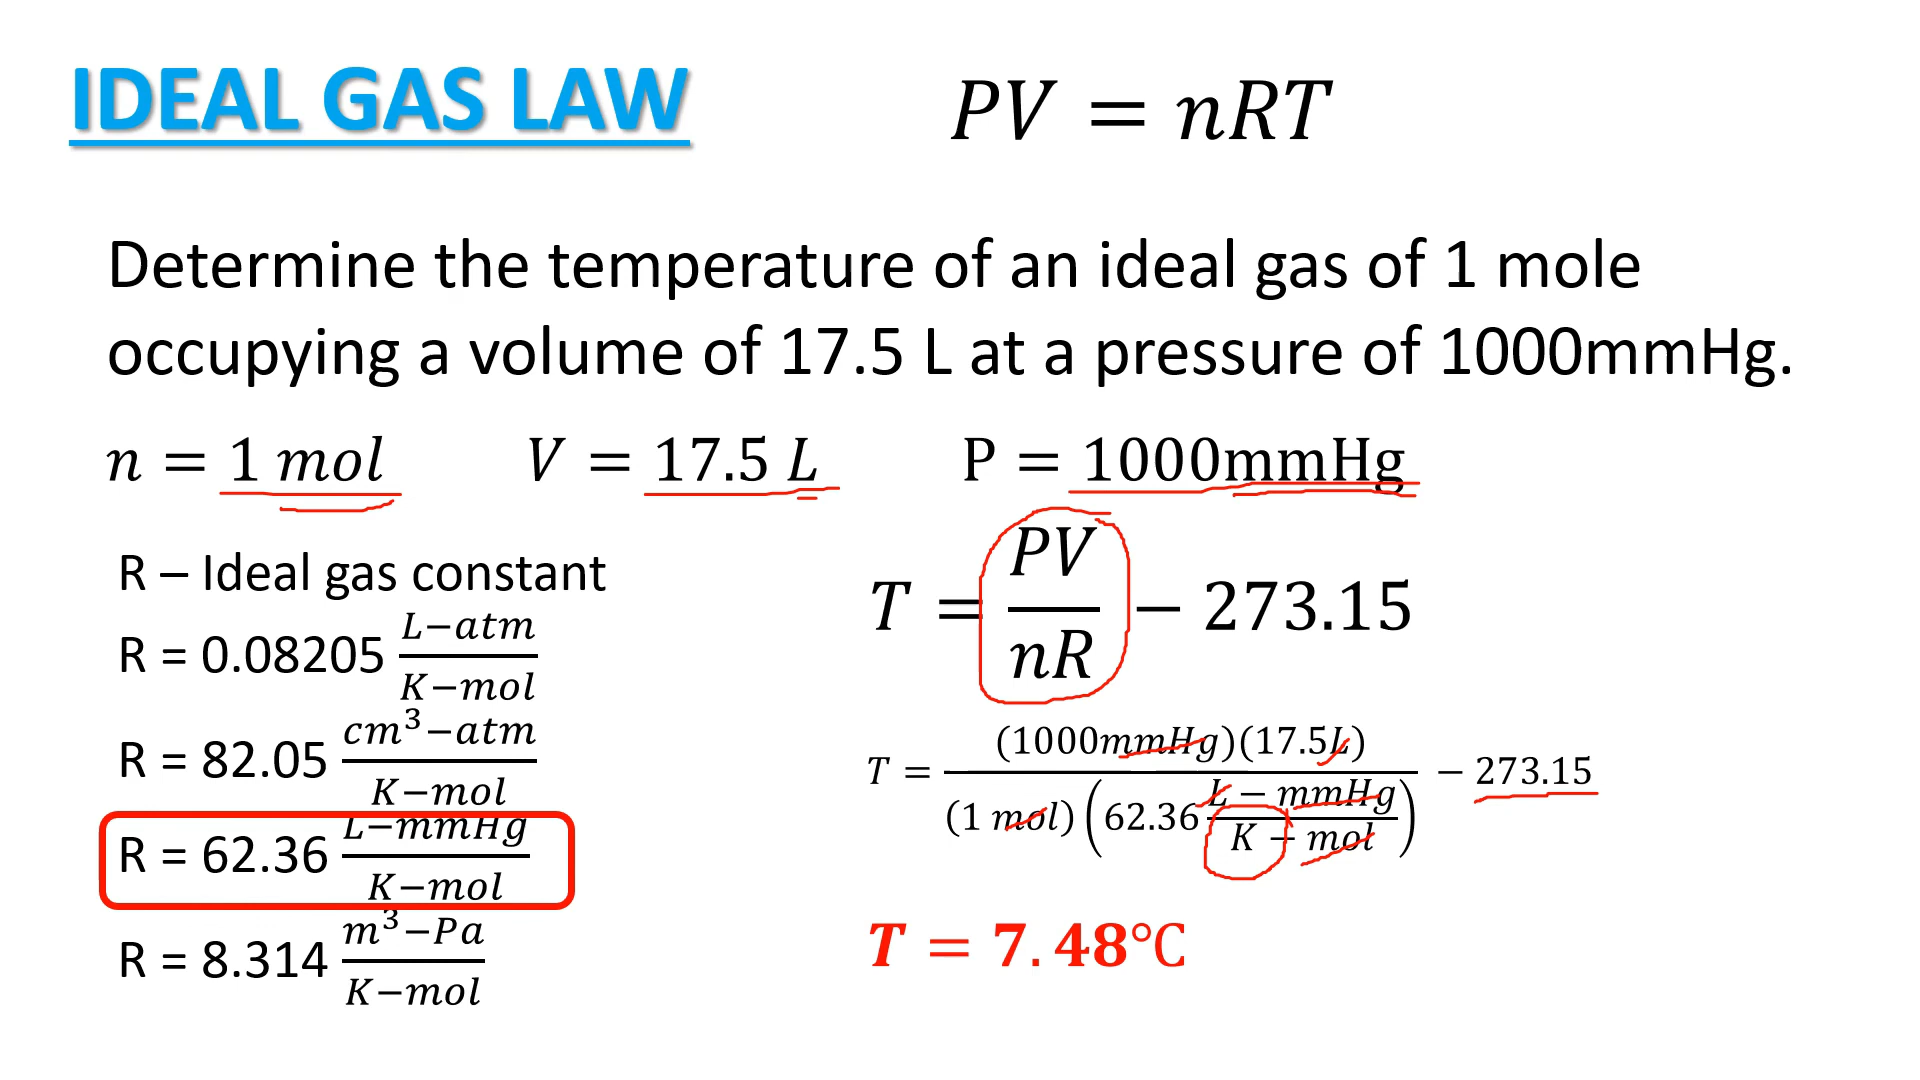 IDEAL GAS LAW
PV = nRT
Determine the temperature of an ideal gas of 1 mole
occupying a volume of 17.5 L at a pressure of 1000mmHg.
n = 1 mol V = 17.5 L P = 1000mmHg
R – Ideal gas constant
R = 0.08205 L−atm/K−mol
R = 82.05 cm³−atm/K−mol
R = 62.36 L−mmHg/K−mol
R = 8.314 m³−Pa/K−mol
T = PV/nR − 273.15
T = (1000mmHg)(17.5L)/(1 mol)(62.36 L − mmHg/K − mol) − 273.15
T = 7.48°C